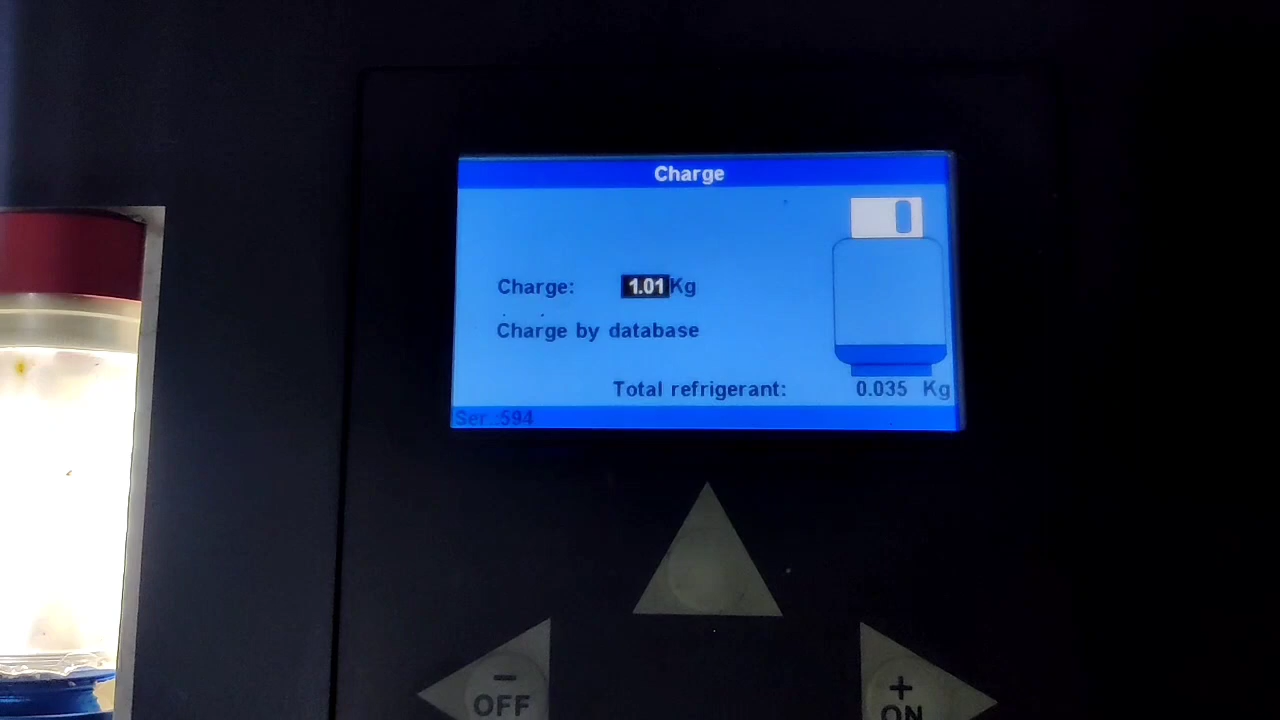 Charge
Charge: 1.01 Kg
Charge by database
Total refrigerant: 0.035 Kg
Ser.:594
−
OFF
+
ON